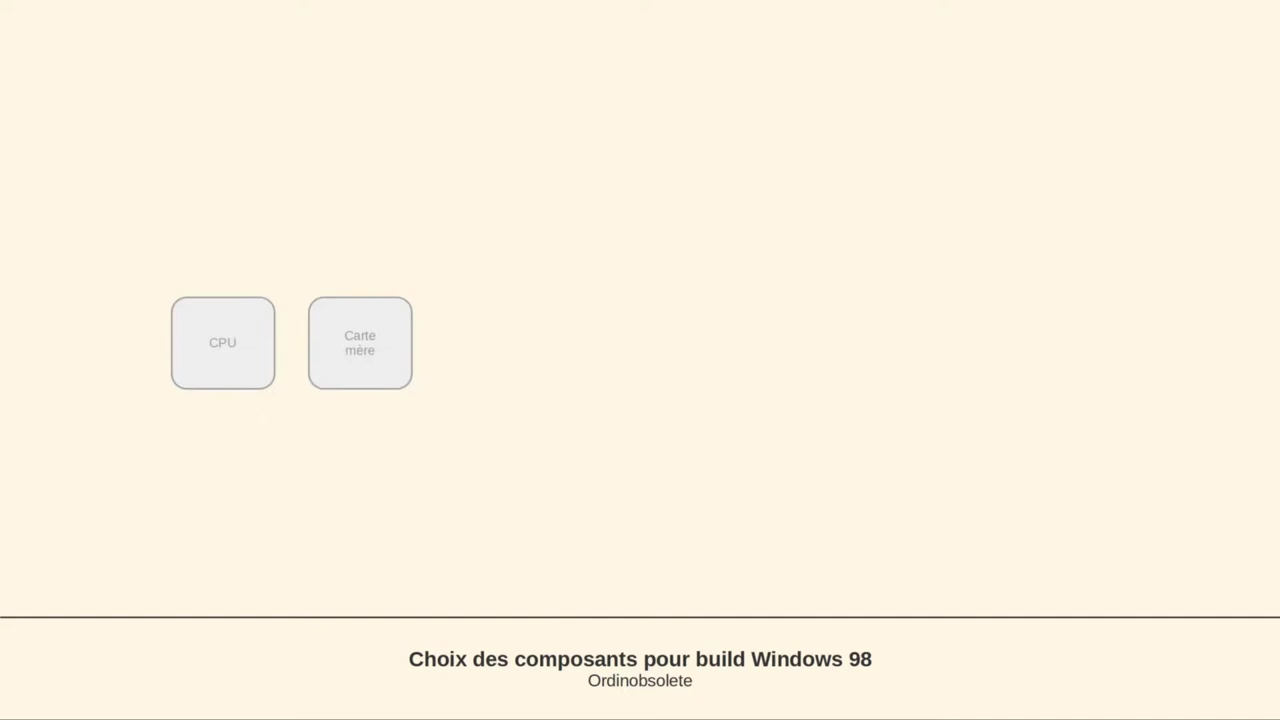 CPU
Carte
mère
Choix des composants pour build Windows 98
Ordinobsolete